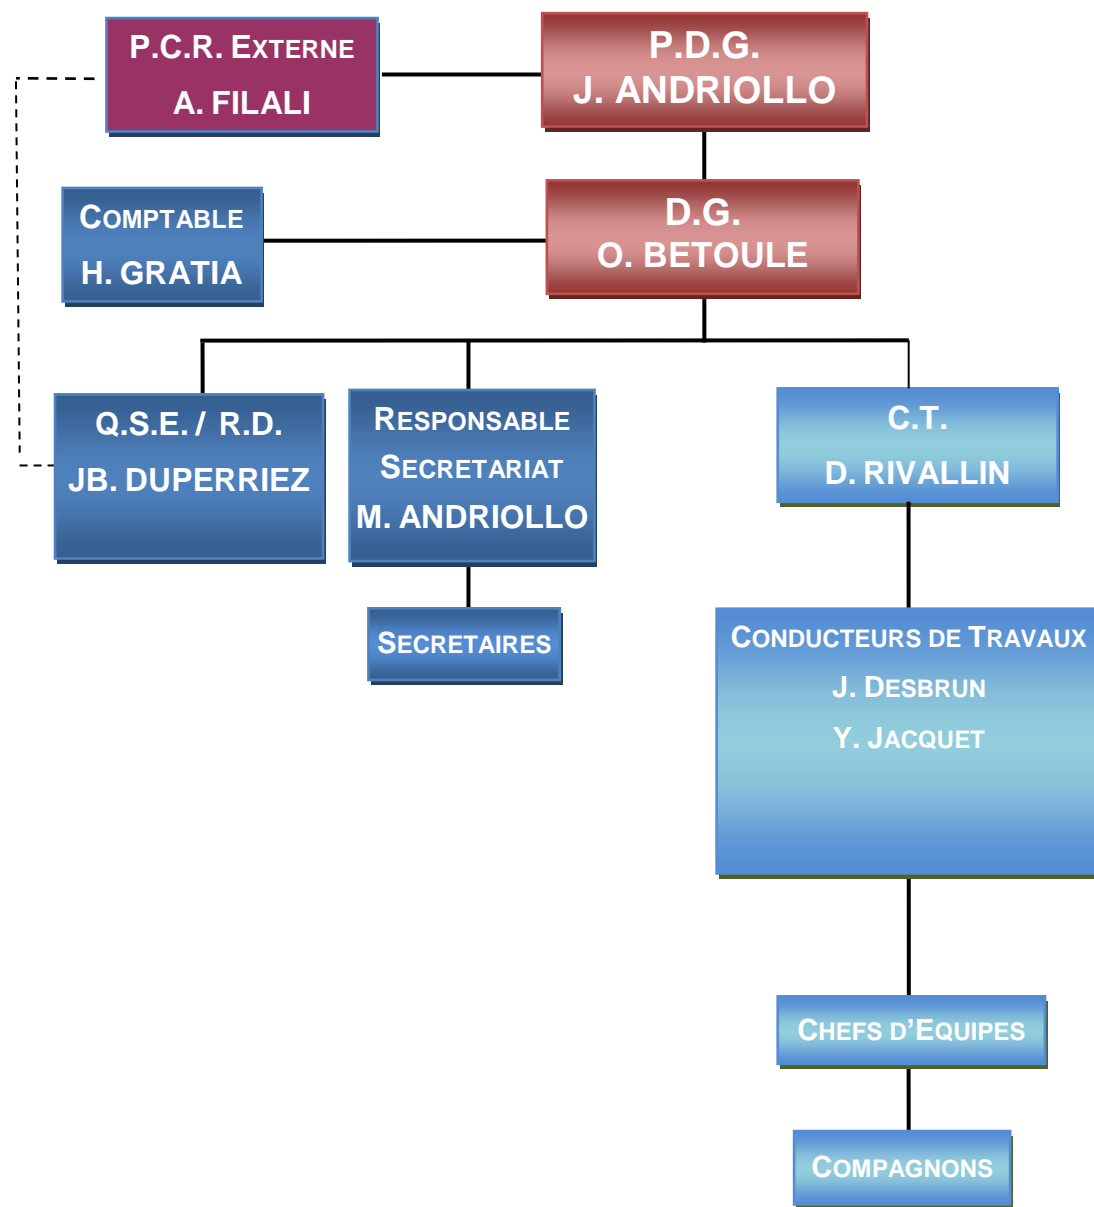 P.C.R. EXTERNE
A. FILALI
P.D.G.
J. ANDRIOLLO
COMPTABLE
H. GRATIA
D.G.
O. BETOULE
Q.S.E. / R.D.
JB. DUPERRIEZ
RESPONSABLE
SECRETARIAT
M. ANDRIOLLO
C.T.
D. RIVALLIN
SECRETAIRES
CONDUCTEURS DE TRAVAUX
J. DESBRUN
Y. JACQUET
CHEFS D’EQUIPES
COMPAGNONS